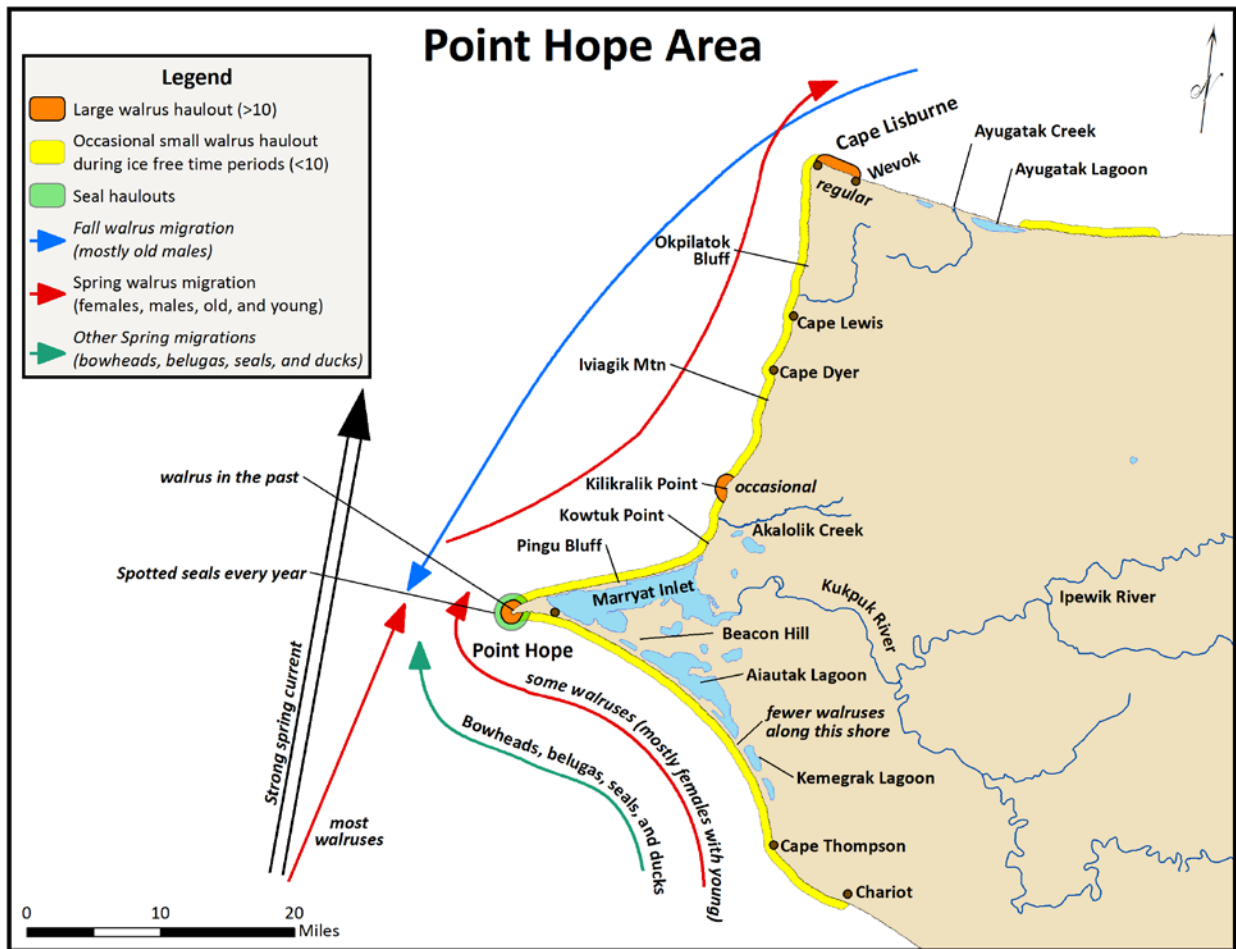 Point Hope Area
N
Legend
Large walrus haulout (>10)
Occasional small walrus haulout
during ice free time periods (<10)
Seal haulouts
Fall walrus migration
(mostly old males)
Spring walrus migration
(females, males, old, and young)
Other Spring migrations
(bowheads, belugas, seals, and ducks)
Cape Lisburne
Wevok
regular
Ayugatak Creek
Ayugatak Lagoon
Okpilatok
Bluff
Cape Lewis
Iviagik Mtn
Cape Dyer
walrus in the past
Kilikralik Point
occasional
Kowtuk Point
Akalolik Creek
Pingu Bluff
Spotted seals every year
Marryat Inlet
Kukpuk River
Ipewik River
Beacon Hill
Point Hope
Aiautak Lagoon
some walruses (mostly females with young)
Bowheads, belugas, seals, and ducks
fewer walruses
along this shore
Kemegrak Lagoon
Strong spring current
most
walruses
Cape Thompson
Chariot
0 10 20
Miles